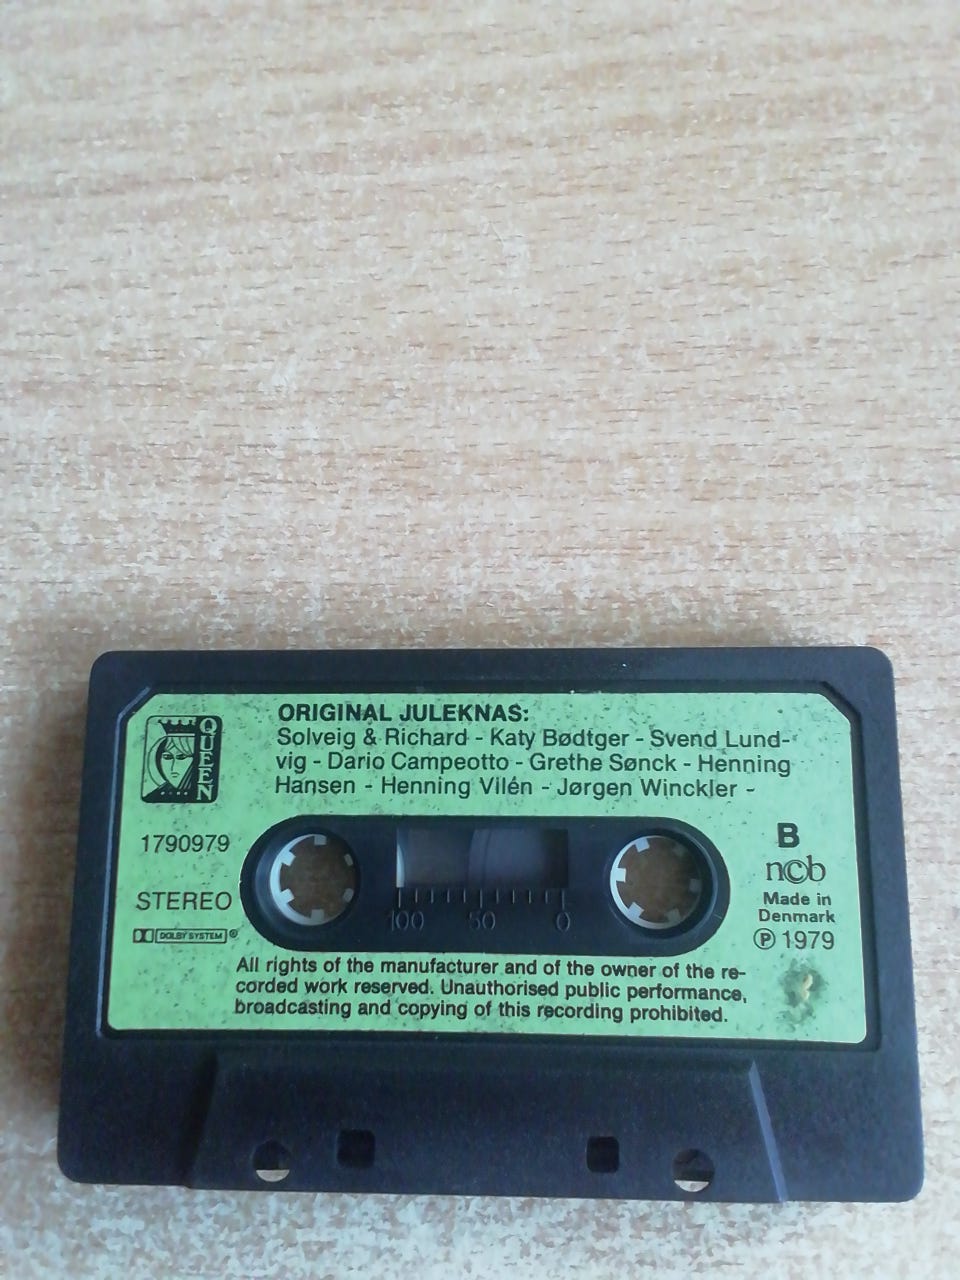 ORIGINAL JULEKNAS:
Solveig & Richard - Katy Bødtger - Svend Lund-
vig - Dario Campeotto - Grethe Sønck - Henning
Hansen - Henning Vilén - Jørgen Winckler -
QUEEN
1790979
STEREO
DOLBY SYSTEM ®
100 50 0
B
ncb
Made in
Denmark
Ⓟ 1979
All rights of the manufacturer and of the owner of the re-
corded work reserved. Unauthorised public performance,
broadcasting and copying of this recording prohibited.